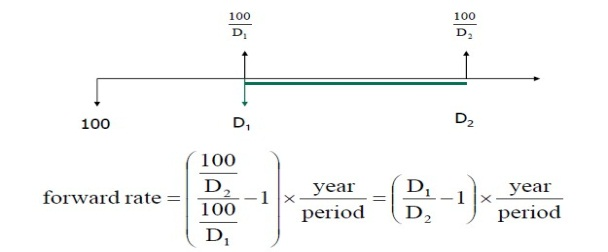 100/D₁ 100/D₂
100 D₁ D₂
forward rate = ( (100/D₂)/(100/D₁) − 1 ) × year/period = ( D₁/D₂ − 1 ) × year/period